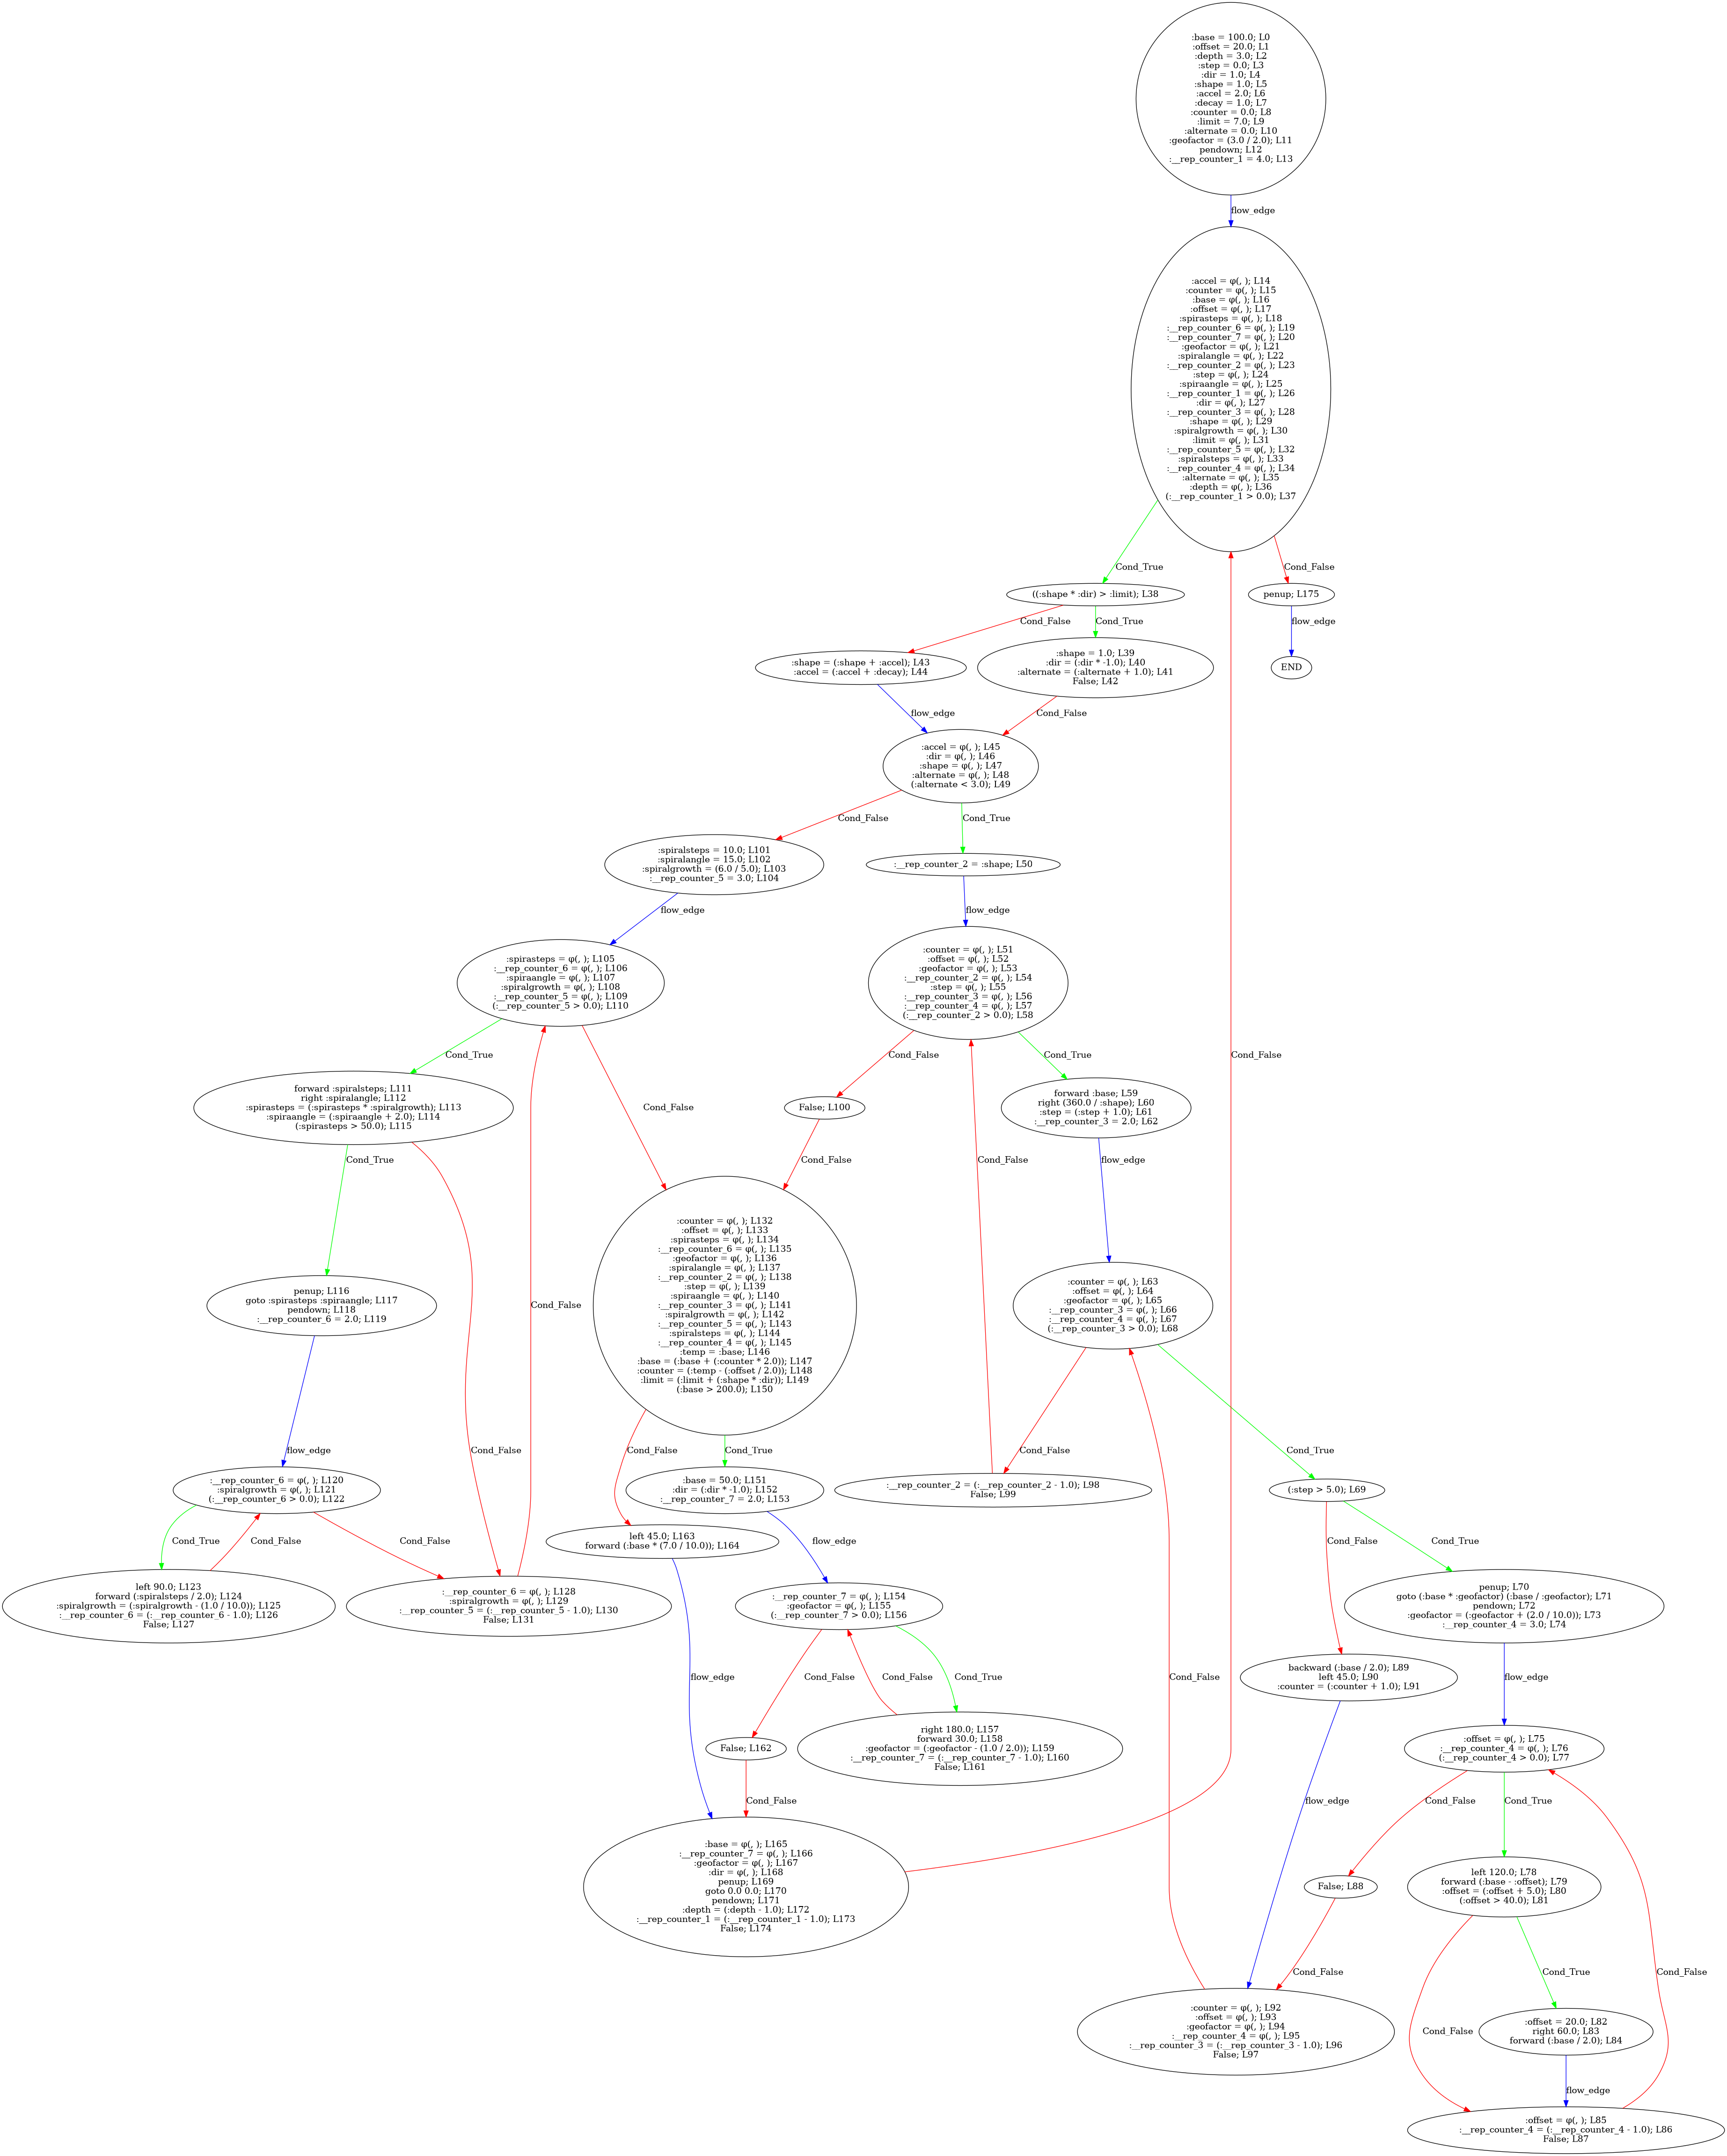 :base = 100.0; L0
:offset = 20.0; L1
:depth = 3.0; L2
:step = 0.0; L3
:dir = 1.0; L4
:shape = 1.0; L5
:accel = 2.0; L6
:decay = 1.0; L7
:counter = 0.0; L8
:limit = 7.0; L9
:alternate = 0.0; L10
:geofactor = (3.0 / 2.0); L11
pendown; L12
:__rep_counter_1 = 4.0; L13
flow_edge
:accel = φ(, ); L14
:counter = φ(, ); L15
:base = φ(, ); L16
:offset = φ(, ); L17
:spirasteps = φ(, ); L18
:__rep_counter_6 = φ(, ); L19
:__rep_counter_7 = φ(, ); L20
:geofactor = φ(, ); L21
:spiralangle = φ(, ); L22
:__rep_counter_2 = φ(, ); L23
:step = φ(, ); L24
:spiraangle = φ(, ); L25
:__rep_counter_1 = φ(, ); L26
:dir = φ(, ); L27
:__rep_counter_3 = φ(, ); L28
:shape = φ(, ); L29
:spiralgrowth = φ(, ); L30
:limit = φ(, ); L31
:__rep_counter_5 = φ(, ); L32
:spiralsteps = φ(, ); L33
:__rep_counter_4 = φ(, ); L34
:alternate = φ(, ); L35
:depth = φ(, ); L36
(:__rep_counter_1 > 0.0); L37
Cond_True
Cond_False
((:shape * :dir) > :limit); L38
penup; L175
Cond_False
Cond_True
flow_edge
:shape = (:shape + :accel); L43
:accel = (:accel + :decay); L44
:shape = 1.0; L39
:dir = (:dir * -1.0); L40
:alternate = (:alternate + 1.0); L41
False; L42
END
flow_edge
Cond_False
:accel = φ(, ); L45
:dir = φ(, ); L46
:shape = φ(, ); L47
:alternate = φ(, ); L48
(:alternate < 3.0); L49
Cond_False
Cond_True
:spiralsteps = 10.0; L101
:spiralangle = 15.0; L102
:spiralgrowth = (6.0 / 5.0); L103
:__rep_counter_5 = 3.0; L104
:__rep_counter_2 = :shape; L50
flow_edge
flow_edge
:spirasteps = φ(, ); L105
:__rep_counter_6 = φ(, ); L106
:spiraangle = φ(, ); L107
:spiralgrowth = φ(, ); L108
:__rep_counter_5 = φ(, ); L109
(:__rep_counter_5 > 0.0); L110
:counter = φ(, ); L51
:offset = φ(, ); L52
:geofactor = φ(, ); L53
:__rep_counter_2 = φ(, ); L54
:step = φ(, ); L55
:__rep_counter_3 = φ(, ); L56
:__rep_counter_4 = φ(, ); L57
(:__rep_counter_2 > 0.0); L58
Cond_True
Cond_False
Cond_True
Cond_False
forward :spiralsteps; L111
right :spiralangle; L112
:spirasteps = (:spirasteps * :spiralgrowth); L113
:spiraangle = (:spiraangle + 2.0); L114
(:spirasteps > 50.0); L115
Cond_False
False; L100
forward :base; L59
right (360.0 / :shape); L60
:step = (:step + 1.0); L61
:__rep_counter_3 = 2.0; L62
Cond_True
Cond_False
Cond_False
flow_edge
penup; L116
goto :spirasteps :spiraangle; L117
pendown; L118
:__rep_counter_6 = 2.0; L119
Cond_False
:counter = φ(, ); L132
:offset = φ(, ); L133
:spirasteps = φ(, ); L134
:__rep_counter_6 = φ(, ); L135
:geofactor = φ(, ); L136
:spiralangle = φ(, ); L137
:__rep_counter_2 = φ(, ); L138
:step = φ(, ); L139
:spiraangle = φ(, ); L140
:__rep_counter_3 = φ(, ); L141
:spiralgrowth = φ(, ); L142
:__rep_counter_5 = φ(, ); L143
:spiralsteps = φ(, ); L144
:__rep_counter_4 = φ(, ); L145
:temp = :base; L146
:base = (:base + (:counter * 2.0)); L147
:counter = (:temp - (:offset / 2.0)); L148
:limit = (:limit + (:shape * :dir)); L149
(:base > 200.0); L150
:counter = φ(, ); L63
:offset = φ(, ); L64
:geofactor = φ(, ); L65
:__rep_counter_3 = φ(, ); L66
:__rep_counter_4 = φ(, ); L67
(:__rep_counter_3 > 0.0); L68
flow_edge
Cond_False
Cond_False
Cond_True
Cond_False
Cond_True
:__rep_counter_6 = φ(, ); L120
:spiralgrowth = φ(, ); L121
(:__rep_counter_6 > 0.0); L122
:base = 50.0; L151
:dir = (:dir * -1.0); L152
:__rep_counter_7 = 2.0; L153
:__rep_counter_2 = (:__rep_counter_2 - 1.0); L98
False; L99
(:step > 5.0); L69
Cond_True
Cond_False
Cond_False
left 45.0; L163
forward (:base * (7.0 / 10.0)); L164
flow_edge
Cond_False
Cond_True
left 90.0; L123
forward (:spiralsteps / 2.0); L124
:spiralgrowth = (:spiralgrowth - (1.0 / 10.0)); L125
:__rep_counter_6 = (:__rep_counter_6 - 1.0); L126
False; L127
:__rep_counter_6 = φ(, ); L128
:spiralgrowth = φ(, ); L129
:__rep_counter_5 = (:__rep_counter_5 - 1.0); L130
False; L131
:__rep_counter_7 = φ(, ); L154
:geofactor = φ(, ); L155
(:__rep_counter_7 > 0.0); L156
penup; L70
goto (:base * :geofactor) (:base / :geofactor); L71
pendown; L72
:geofactor = (:geofactor + (2.0 / 10.0)); L73
:__rep_counter_4 = 3.0; L74
flow_edge
Cond_False
Cond_False
Cond_True
Cond_False
backward (:base / 2.0); L89
left 45.0; L90
:counter = (:counter + 1.0); L91
flow_edge
False; L162
right 180.0; L157
forward 30.0; L158
:geofactor = (:geofactor - (1.0 / 2.0)); L159
:__rep_counter_7 = (:__rep_counter_7 - 1.0); L160
False; L161
:offset = φ(, ); L75
:__rep_counter_4 = φ(, ); L76
(:__rep_counter_4 > 0.0); L77
Cond_False
flow_edge
Cond_False
Cond_True
:base = φ(, ); L165
:__rep_counter_7 = φ(, ); L166
:geofactor = φ(, ); L167
:dir = φ(, ); L168
penup; L169
goto 0.0 0.0; L170
pendown; L171
:depth = (:depth - 1.0); L172
:__rep_counter_1 = (:__rep_counter_1 - 1.0); L173
False; L174
False; L88
left 120.0; L78
forward (:base - :offset); L79
:offset = (:offset + 5.0); L80
(:offset > 40.0); L81
Cond_False
Cond_True
Cond_False
Cond_False
:counter = φ(, ); L92
:offset = φ(, ); L93
:geofactor = φ(, ); L94
:__rep_counter_4 = φ(, ); L95
:__rep_counter_3 = (:__rep_counter_3 - 1.0); L96
False; L97
:offset = 20.0; L82
right 60.0; L83
forward (:base / 2.0); L84
flow_edge
:offset = φ(, ); L85
:__rep_counter_4 = (:__rep_counter_4 - 1.0); L86
False; L87